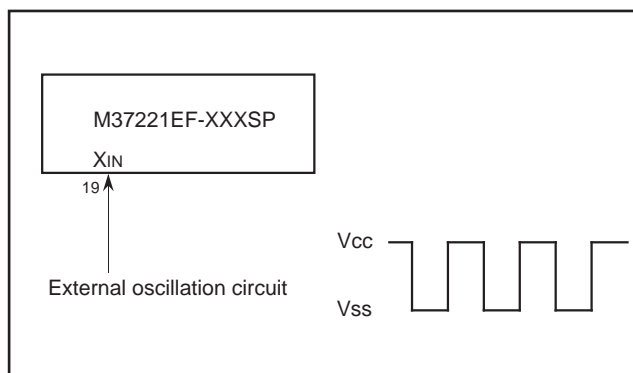 M37221EF-XXXSP
XIN
19
External oscillation circuit
Vcc
Vss